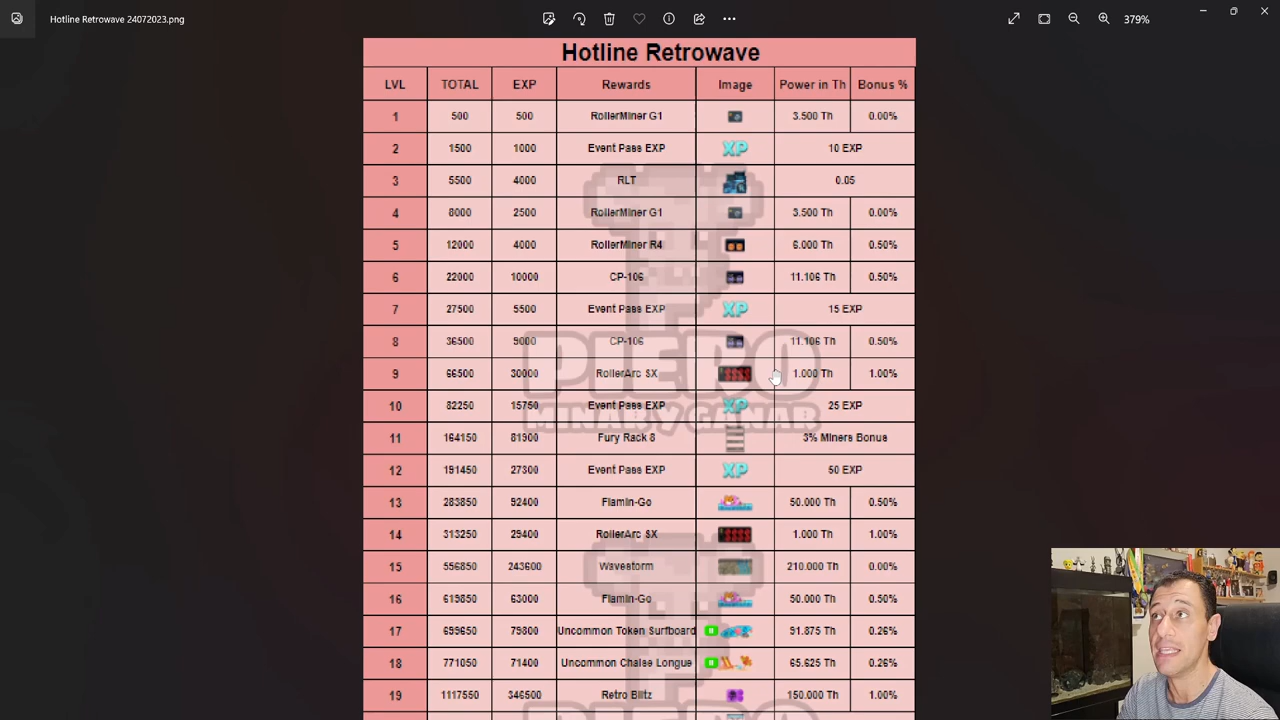 Hotline Retrowave 24072023.png
379%
Hotline Retrowave
LVL TOTAL EXP Rewards Image Power in Th Bonus %
1 500 500 RollerMiner G1 3.500 Th 0.00%
2 1500 1000 Event Pass EXP XP 10 EXP
3 5500 4000 RLT 0.05
4 8000 2500 RollerMiner G1 3.500 Th 0.00%
5 12000 4000 RollerMiner R4 6.000 Th 0.50%
6 22000 10000 CP-106 11.106 Th 0.50%
7 27500 5500 Event Pass EXP XP 15 EXP
8 36500 9000 CP-106 11.106 Th 0.50%
9 66500 30000 RollerArc SX 1.000 Th 1.00%
10 82250 15750 Event Pass EXP XP 25 EXP
11 164150 81900 Fury Rack 8 3% Miners Bonus
12 191450 27300 Event Pass EXP XP 50 EXP
13 283850 92400 Flamin-Go 50.000 Th 0.50%
14 313250 29400 RollerArc SX 1.000 Th 1.00%
15 556850 243600 Wavestorm 210.000 Th 0.00%
16 619850 63000 Flamin-Go 50.000 Th 0.50%
17 699650 79800 Uncommon Token Surfboard 91.875 Th 0.26%
18 771050 71400 Uncommon Chaise Longue 65.625 Th 0.26%
19 1117550 346500 Retro Blitz 150.000 Th 1.00%
PIERO
MINAR Y GANAR